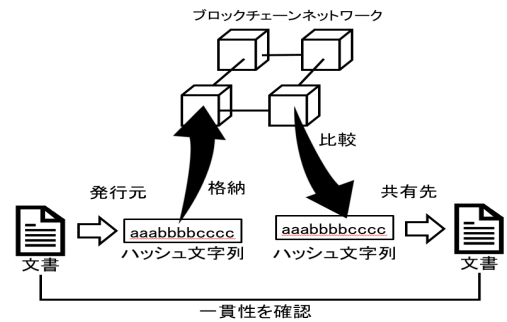 ブロックチェーンネットワーク
比較
発行元
格納
共有先
aaabbbbcccc
aaabbbbcccc
文書
ハッシュ文字列
ハッシュ文字列
文書
一貫性を確認